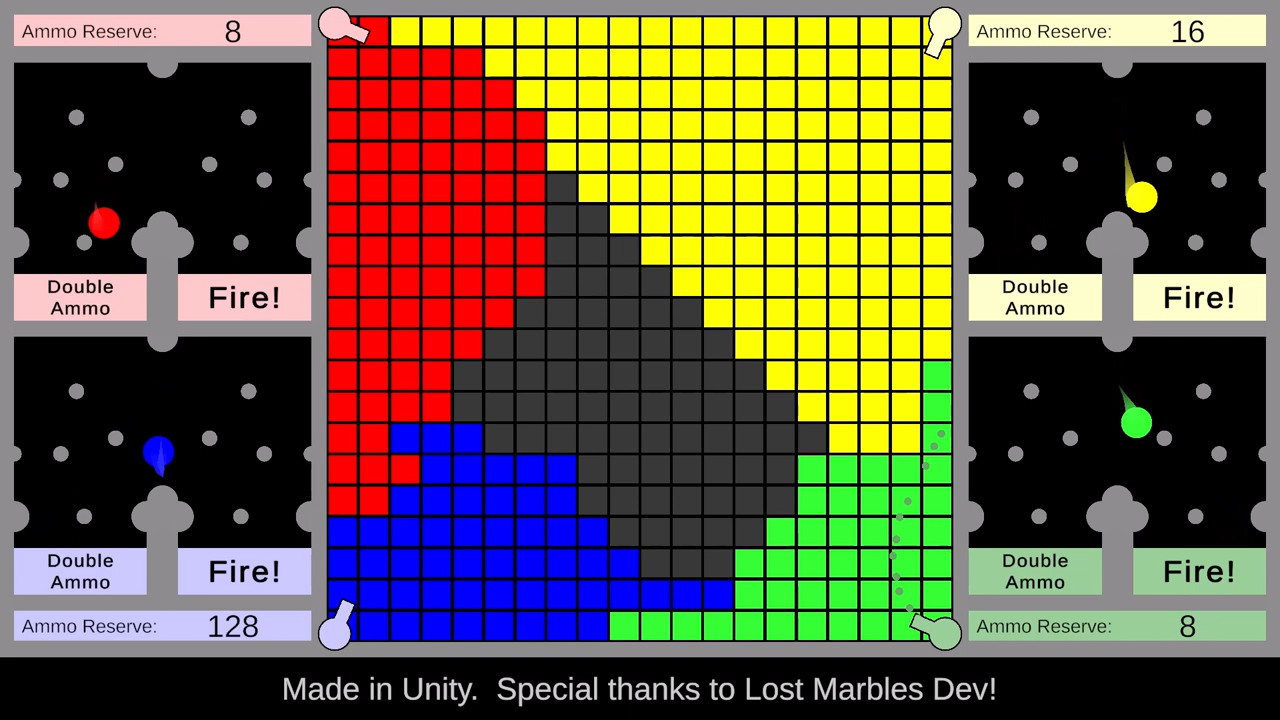 Ammo Reserve: 8
Double
Ammo
Fire!
Double
Ammo
Fire!
Ammo Reserve: 128
Ammo Reserve: 16
Double
Ammo
Fire!
Double
Ammo
Fire!
Ammo Reserve: 8
Made in Unity.  Special thanks to Lost Marbles Dev!